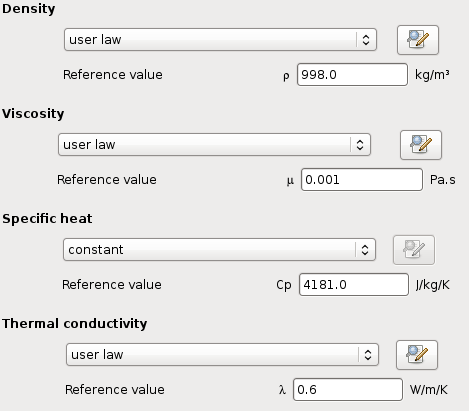 Density
user law
Reference value ρ 998.0 kg/m³
Viscosity
user law
Reference value μ 0.001 Pa.s
Specific heat
constant
Reference value Cp 4181.0 J/kg/K
Thermal conductivity
user law
Reference value λ 0.6 W/m/K